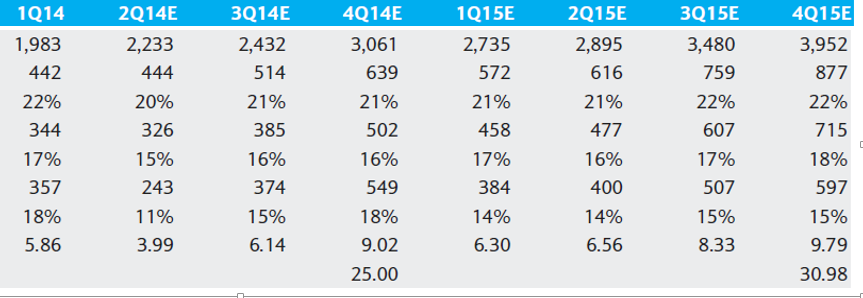 1Q14 2Q14E 3Q14E 4Q14E 1Q15E 2Q15E 3Q15E 4Q15E
1,983 2,233 2,432 3,061 2,735 2,895 3,480 3,952
442 444 514 639 572 616 759 877
22% 20% 21% 21% 21% 21% 22% 22%
344 326 385 502 458 477 607 715
17% 15% 16% 16% 17% 16% 17% 18%
357 243 374 549 384 400 507 597
18% 11% 15% 18% 14% 14% 15% 15%
5.86 3.99 6.14 9.02 6.30 6.56 8.33 9.79
25.00 30.98